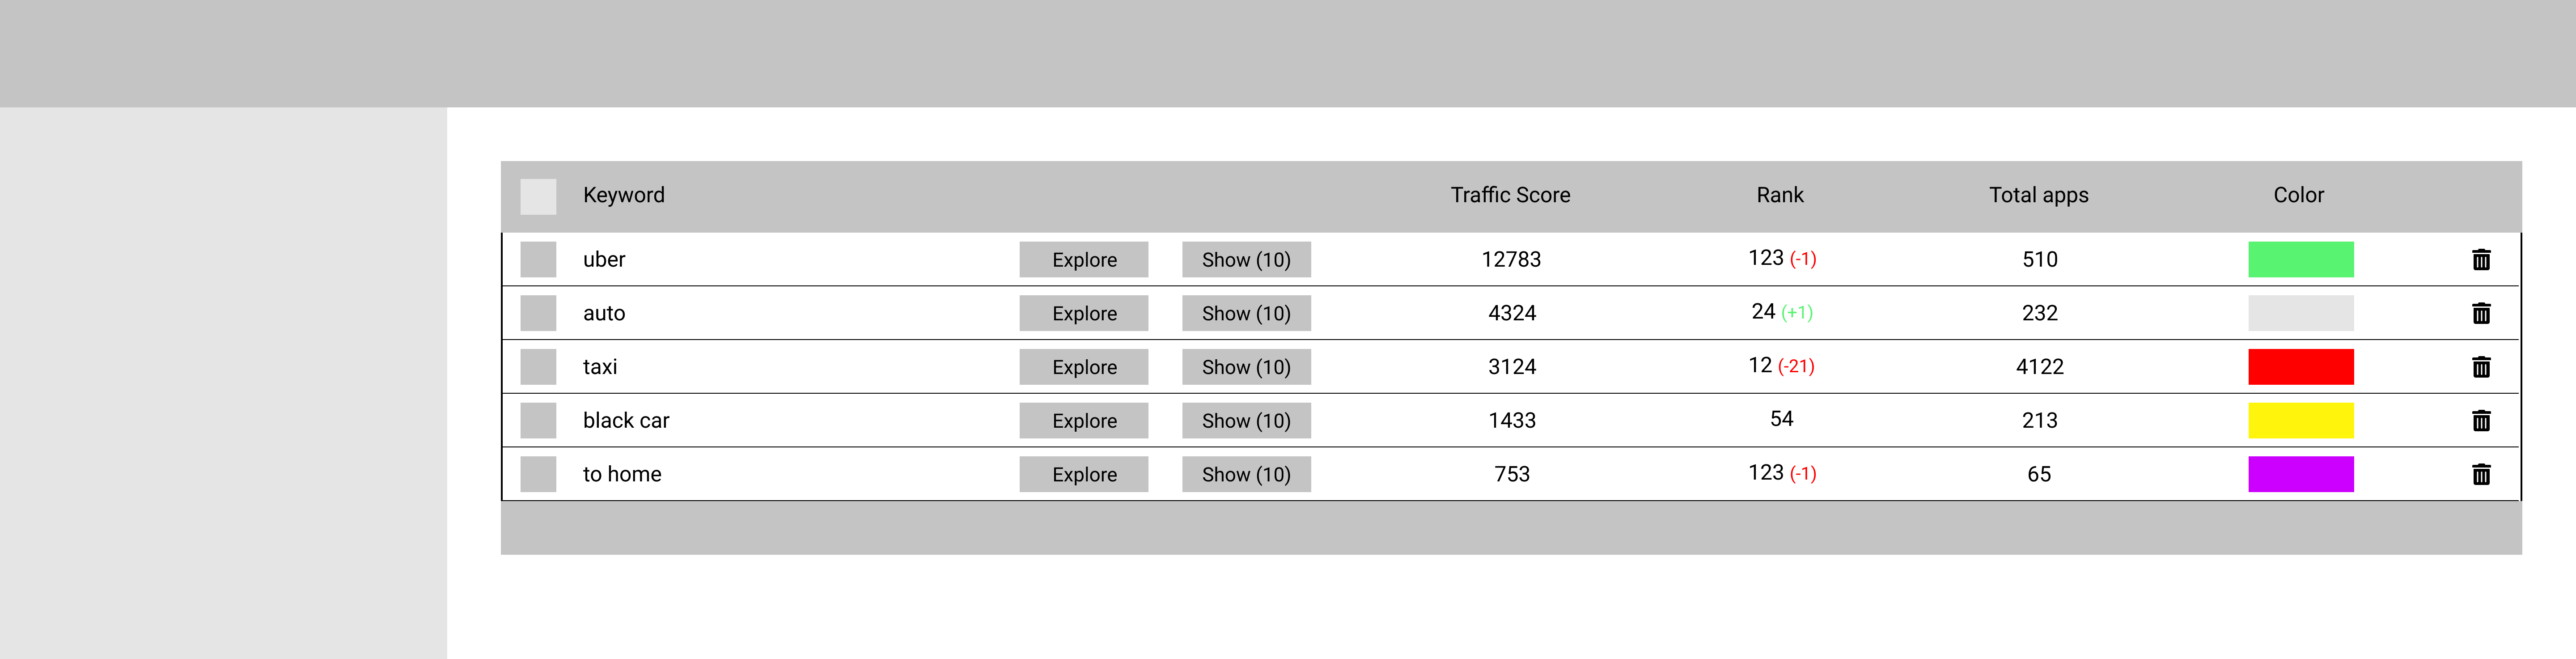 Keyword Traffic Score Rank Total apps Color
uber Explore Show (10) 12783 123 (-1) 510
auto Explore Show (10) 4324 24 (+1) 232
taxi Explore Show (10) 3124 12 (-21) 4122
black car Explore Show (10) 1433 54 213
to home Explore Show (10) 753 123 (-1) 65